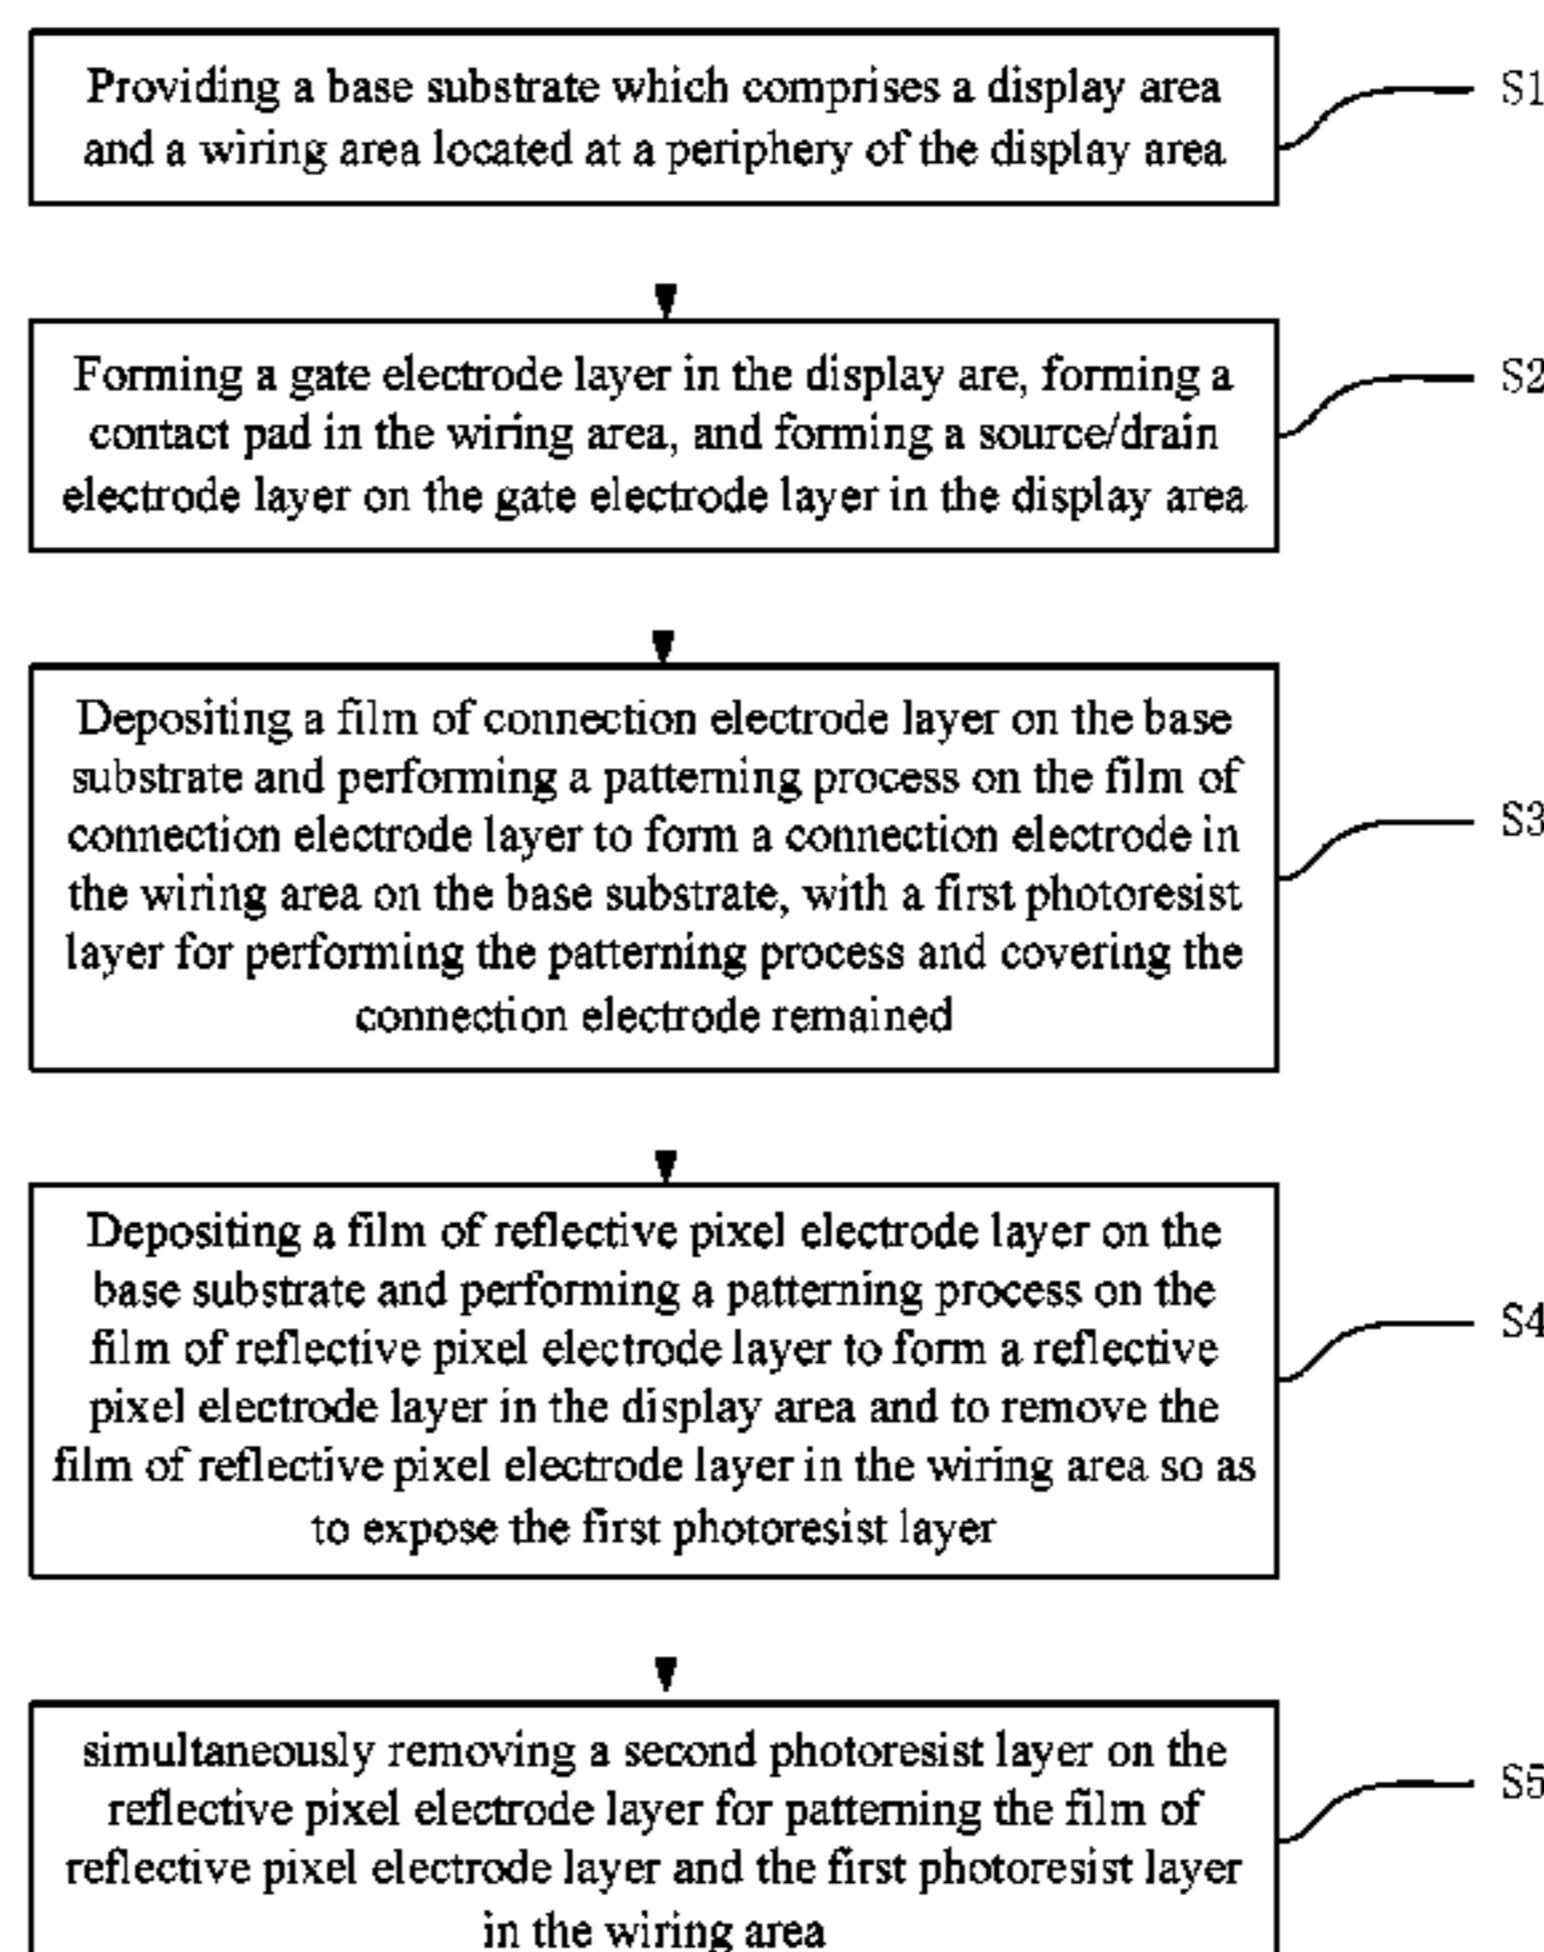 Providing a base substrate which comprises a display area
and a wiring area located at a periphery of the display area
S1
Forming a gate electrode layer in the display are, forming a
contact pad in the wiring area, and forming a source/drain
electrode layer on the gate electrode layer in the display area
S2
Depositing a film of connection electrode layer on the base
substrate and performing a patterning process on the film of
connection electrode layer to form a connection electrode in
the wiring area on the base substrate, with a first photoresist
layer for performing the patterning process and covering the
connection electrode remained
S3
Depositing a film of reflective pixel electrode layer on the
base substrate and performing a patterning process on the
film of reflective pixel electrode layer to form a reflective
pixel electrode layer in the display area and to remove the
film of reflective pixel electrode layer in the wiring area so as
to expose the first photoresist layer
S4
simultaneously removing a second photoresist layer on the
reflective pixel electrode layer for patterning the film of
reflective pixel electrode layer and the first photoresist layer
in the wiring area
S5